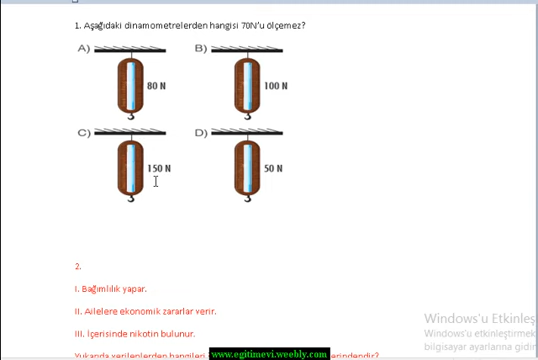 1. Aşağıdaki dinamometrelerden hangisi 70N'u ölçemez?
A) B)
80 N 100 N
C) D)
150 N 50 N
2.
I. Bağımlılık yapar.
II. Ailelere ekonomik zararlar verir.
III. İçerisinde nikotin bulunur.
Windows'u Etkinleş
Windows'u etkinleştirmek
bilgisayar ayarlarına gidin
Yukarıda verilenlerden hangileri
www.egitimevi.weebly.com